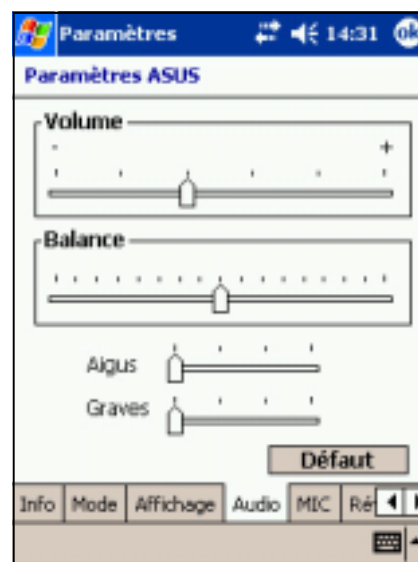 Paramètres 14:31 ok
Paramètres ASUS
Volume
- +
Balance
Aigus
Graves
Défaut
Info Mode Affichage Audio MIC Ré